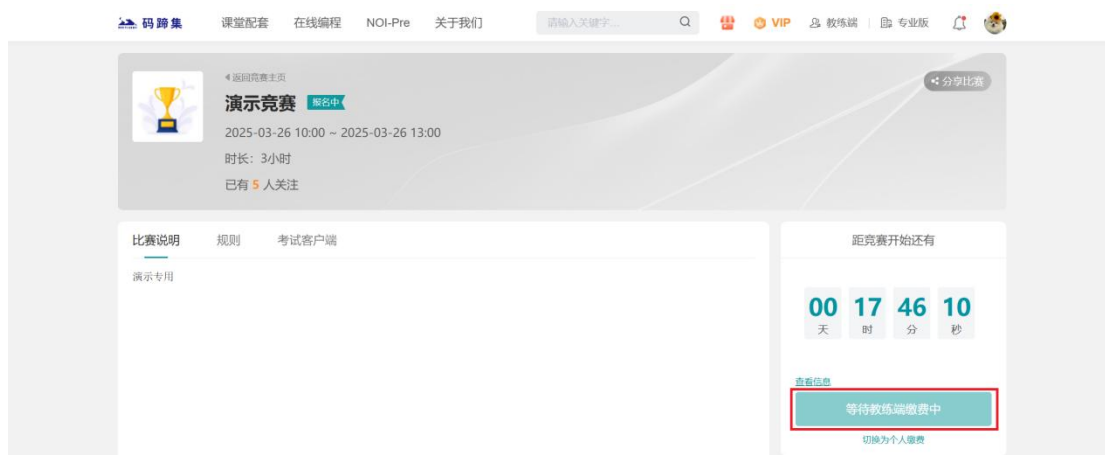 码蹄集 课堂配套 在线编程 NOI-Pre 关于我们 请输入关键字... VIP 教练端 专业版
返回竞赛主页 分享比赛
演示竞赛 报名中
2025-03-26 10:00 ~ 2025-03-26 13:00
时长: 3小时
已有 5 人关注
比赛说明 规则 考试客户端
演示专用
距竞赛开始还有
00 17 46 10
天 时 分 秒
查看信息
等待教练端缴费中
切换为个人缴费